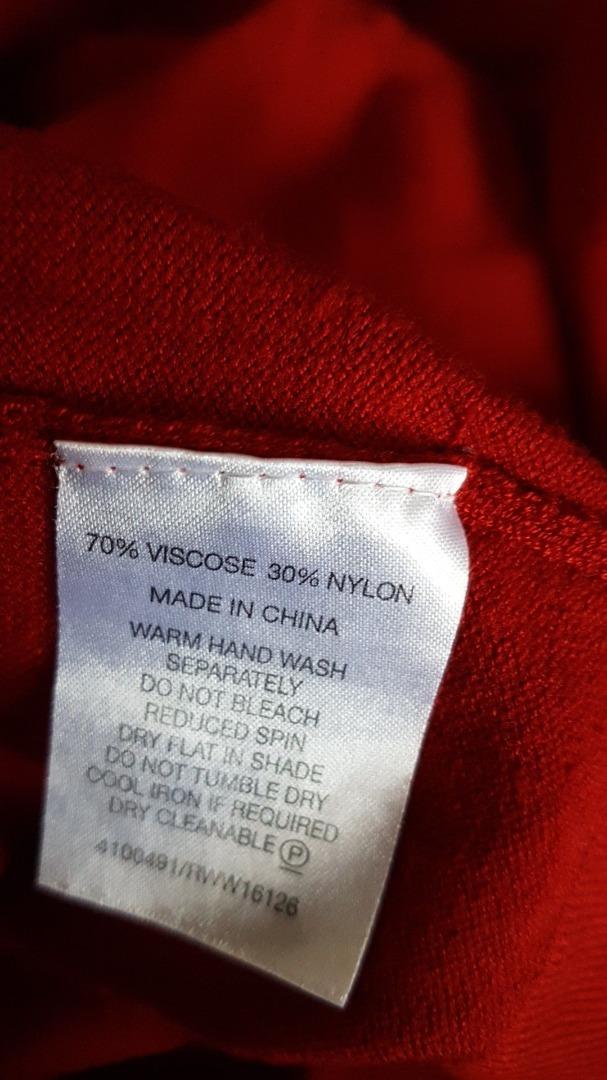 70% VISCOSE 30% NYLON
MADE IN CHINA
WARM HAND WASH
SEPARATELY
DO NOT BLEACH
REDUCED SPIN
DRY FLAT IN SHADE
DO NOT TUMBLE DRY
COOL IRON IF REQUIRED
DRY CLEANABLE Ⓟ
4100491/RWW16126